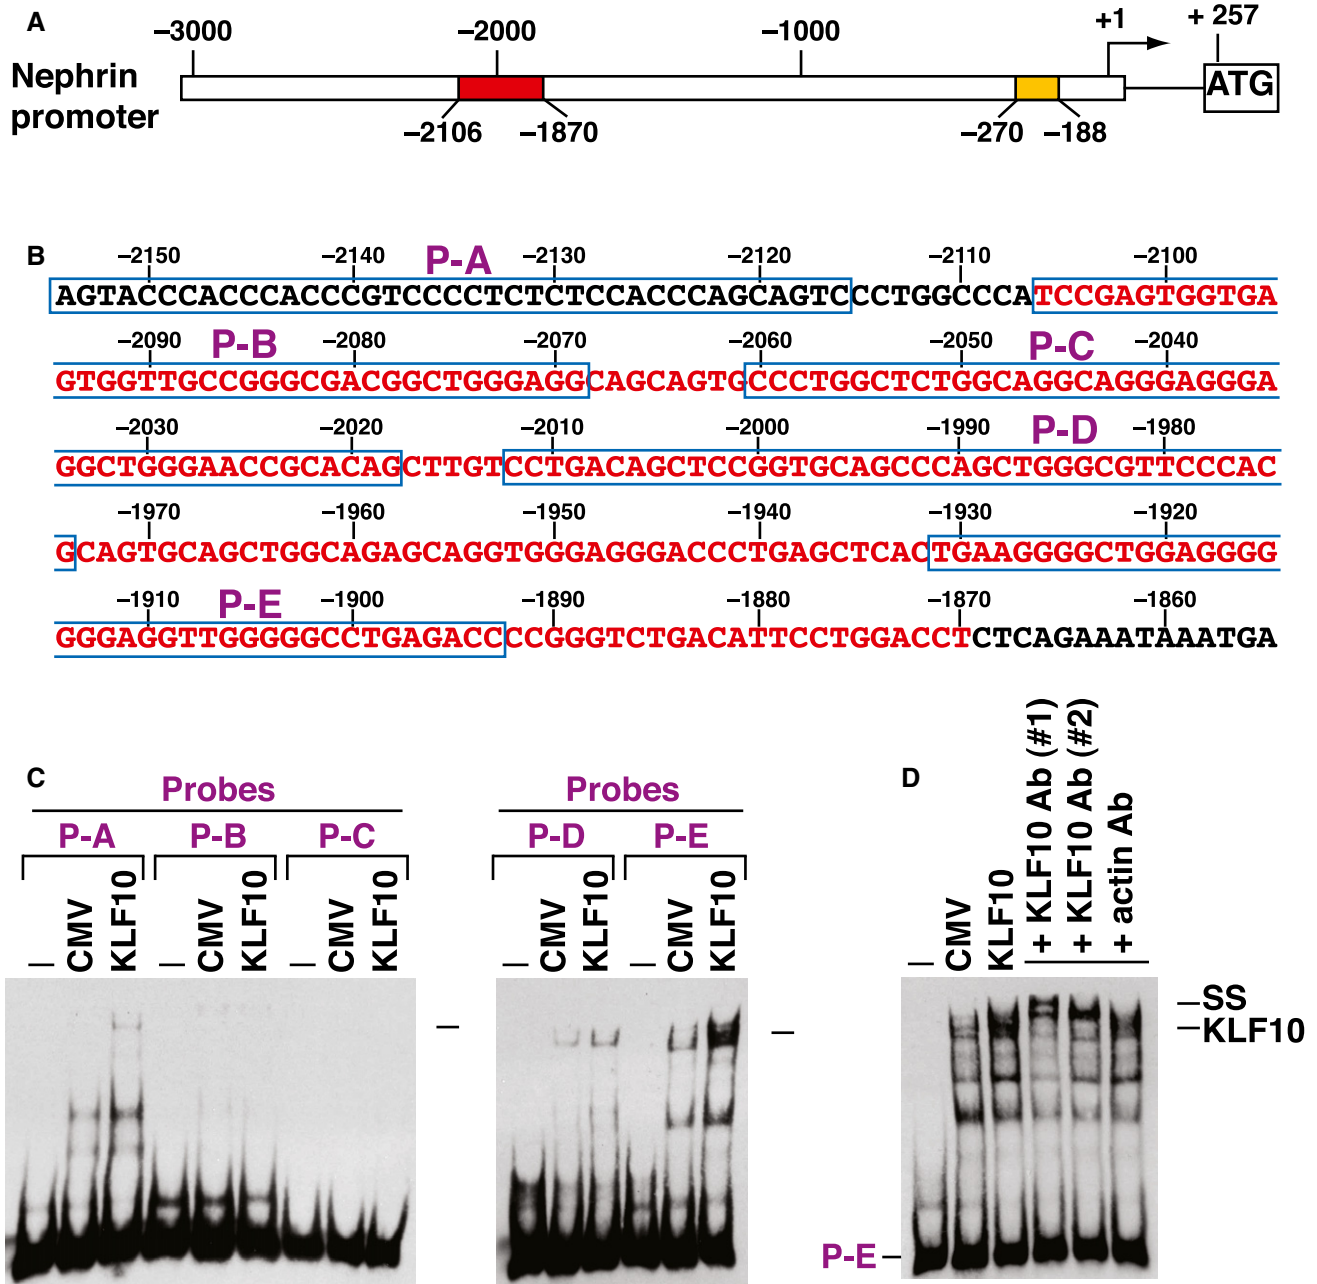 A
–3000 –2000 –1000 +1 + 257
Nephrin promoter
ATG
–2106 –1870 –270 –188
B
–2150 –2140 P-A –2130 –2120 –2110 –2100
AGTACCCACCCACCCGTCCCCTCTCTCCACCCAGCAGTCCCTGGCCCATCCGAGTGGTGA
–2090 P-B –2080 –2070 –2060 –2050 P-C –2040
GTGGTTGCCGGGCGACGGCTGGGAGGCAGCAGTGCCCTGGCTCTGGCAGGCAGGGAGGGA
–2030 –2020 –2010 –2000 –1990 P-D –1980
GGCTGGGAACCGCACAGCTTGTCCTGACAGCTCCGGTGCAGCCCAGCTGGGCGTTCCCAC
–1970 –1960 –1950 –1940 –1930 –1920
GCAGTGCAGCTGGCAGAGCAGGTGGGAGGGACCCTGAGCTCACTGAAGGGGCTGGAGGGG
–1910 P-E –1900 –1890 –1880 –1870 –1860
GGGAGGTTGGGGGCCTGAGACCCCGGGTCTGACATTCCTGGACCTCTCAGAAATAAATGA
C
Probes
P-A P-B P-C
— CMV KLF10 — CMV KLF10 — CMV KLF10
Probes
P-D P-E
— CMV KLF10 — CMV KLF10
D
— CMV KLF10 + KLF10 Ab (#1) + KLF10 Ab (#2) + actin Ab
SS
KLF10
P-E